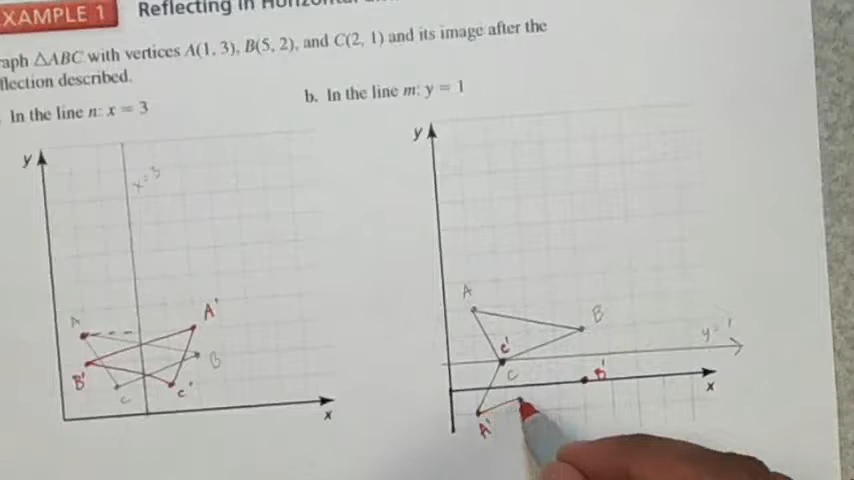 XAMPLE 1
Reflecting in Horizontal
raph △ABC with vertices A(1, 3), B(5, 2), and C(2, 1) and its image after the
flection described.
In the line n: x = 3
b. In the line m: y = 1
y
x = 3
A
A'
B'
B
C
C'
x
y
A
B
y = 1
C'
C
B'
x
A'